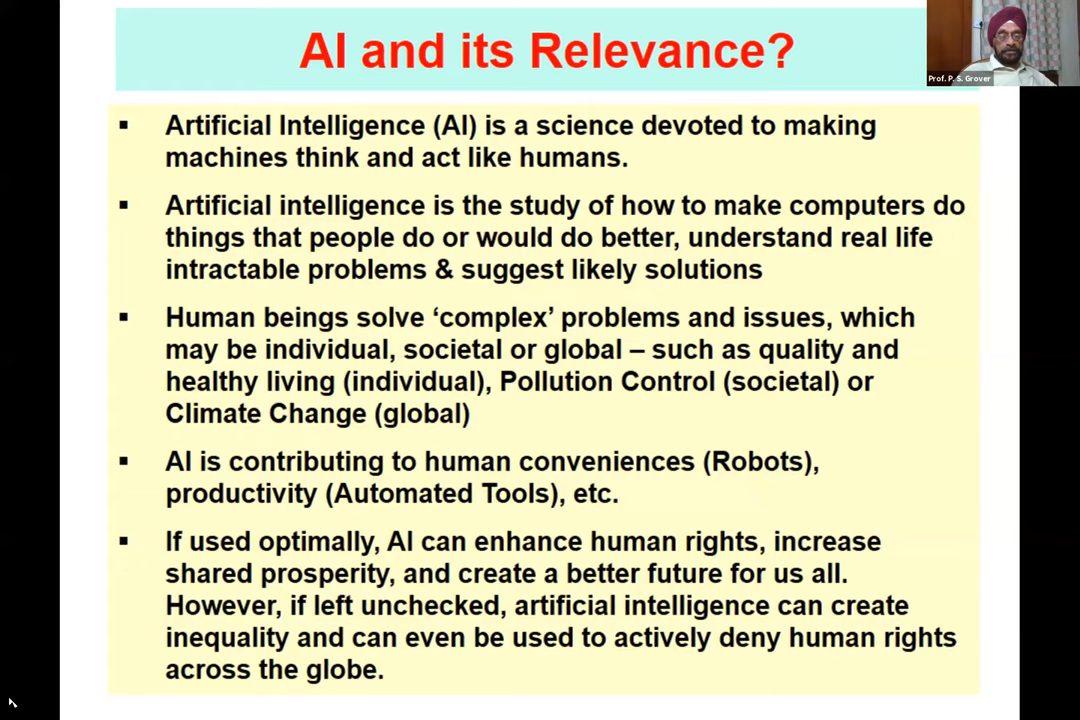 AI and its Relevance?
Prof. P. S. Grover
▪ Artificial Intelligence (AI) is a science devoted to making
machines think and act like humans.
▪ Artificial intelligence is the study of how to make computers do
things that people do or would do better, understand real life
intractable problems & suggest likely solutions
▪ Human beings solve ‘complex’ problems and issues, which
may be individual, societal or global – such as quality and
healthy living (individual), Pollution Control (societal) or
Climate Change (global)
▪ AI is contributing to human conveniences (Robots),
productivity (Automated Tools), etc.
▪ If used optimally, AI can enhance human rights, increase
shared prosperity, and create a better future for us all.
However, if left unchecked, artificial intelligence can create
inequality and can even be used to actively deny human rights
across the globe.